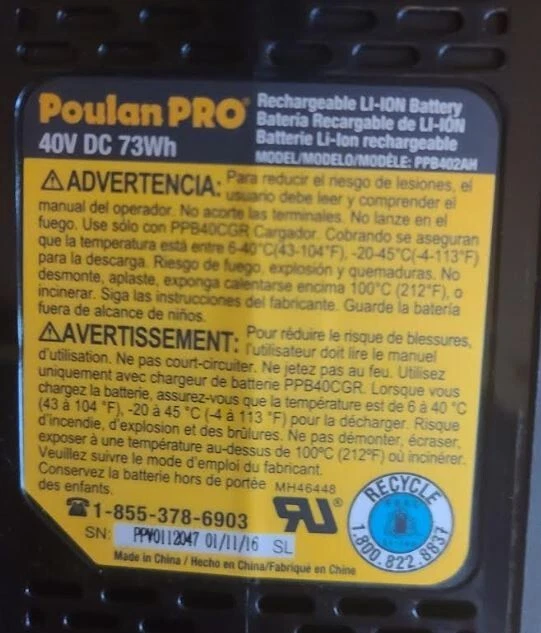 Poulan PRO
40V DC 73Wh
Rechargeable LI-ION Battery
Bateria Recargable de LI-IÓN
Batterie Li-Ion rechargeable
MODEL/MODELO/MODÈLE: PPB402AH
ADVERTENCIA: Para reducir el riesgo de lesiones, el
usuario debe leer y comprender el
manual del operador. No acorte las terminales. No lanze en el
fuego. Use sólo con PPB40CGR Cargador. Cobrando se aseguran
que la temperatura está entre 6-40°C(43-104°F), -20-45°C(-4-113°F)
para la descarga. Riesgo de fuego, explosión y quemaduras. No
desmonte, aplaste, exponga calentarse encima 100°C (212°F), o
incinerar. Siga las instrucciones del fabricante. Guarde la batería
fuera de alcance de niños.
AVERTISSEMENT: Pour réduire le risque de blessures,
l'utilisateur doit lire le manuel
d'utilisation. Ne pas court-circuiter. Ne jetez pas au feu. Utilisez
uniquement avec chargeur de batterie PPB40CGR. Lorsque vous
chargez la batterie, assurez-vous que la température est de 6 à 40 °C
(43 à 104 °F), -20 à 45 °C (-4 à 113 °F) pour la décharger. Risque
d'incendie, d'explosion et des brûlures. Ne pas démonter, écraser,
exposer à une température au-dessus de 100ºC (212ºF) où incinérer.
Veuillez suivre le mode d'emploi du fabricant.
Conservez la batterie hors de portée
des enfants.
MH46448
1-855-378-6903
SN: PPV0112047 01/11/16 SL
Made in China / Hecho en China/Fabriqué en Chine
RU®
RECYCLE
1.800.822.8837